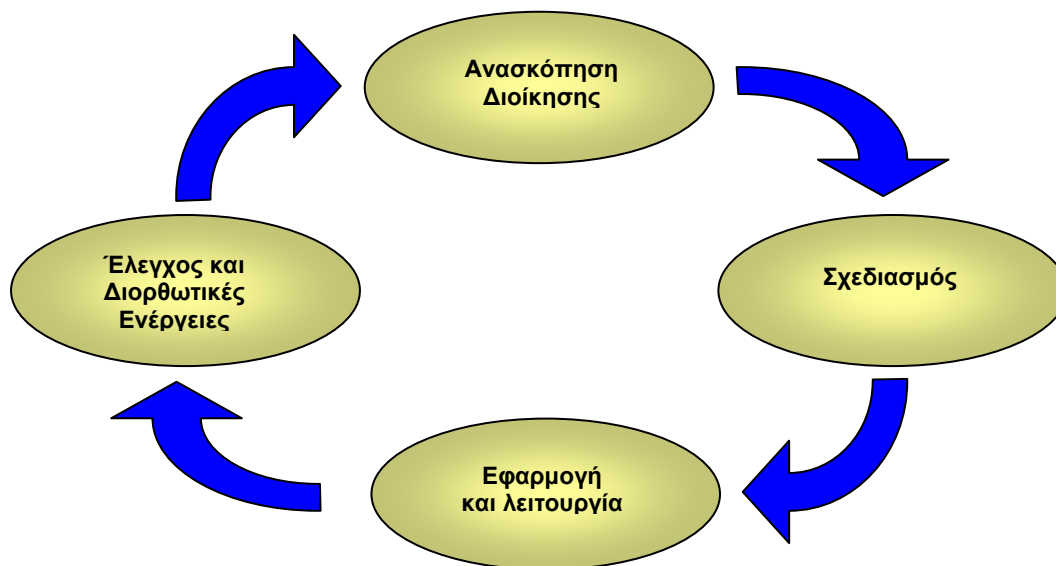 Ανασκόπηση
Διοίκησης
Σχεδιασμός
Εφαρμογή
και λειτουργία
Έλεγχος και
Διορθωτικές
Ενέργειες